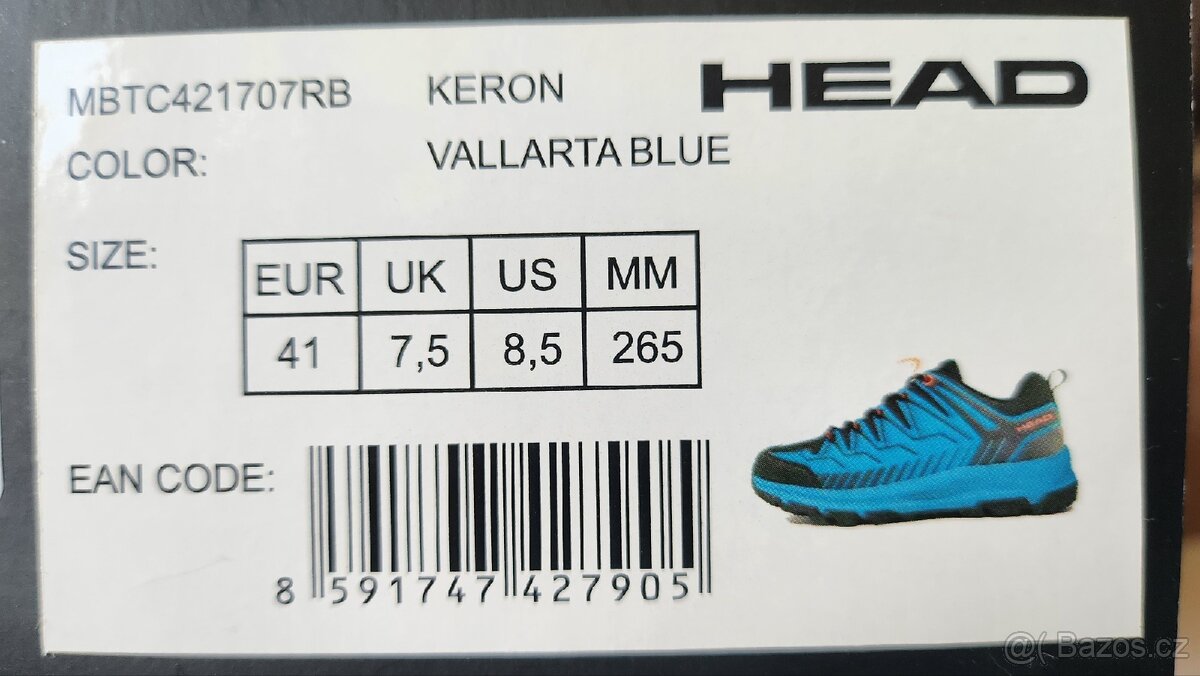 MBTC421707RB KERON HEAD
COLOR: VALLARTA BLUE
SIZE:
EUR UK US MM
41 7,5 8,5 265
HEAD
EAN CODE:
8 591747 427905
@( Bazos.cz